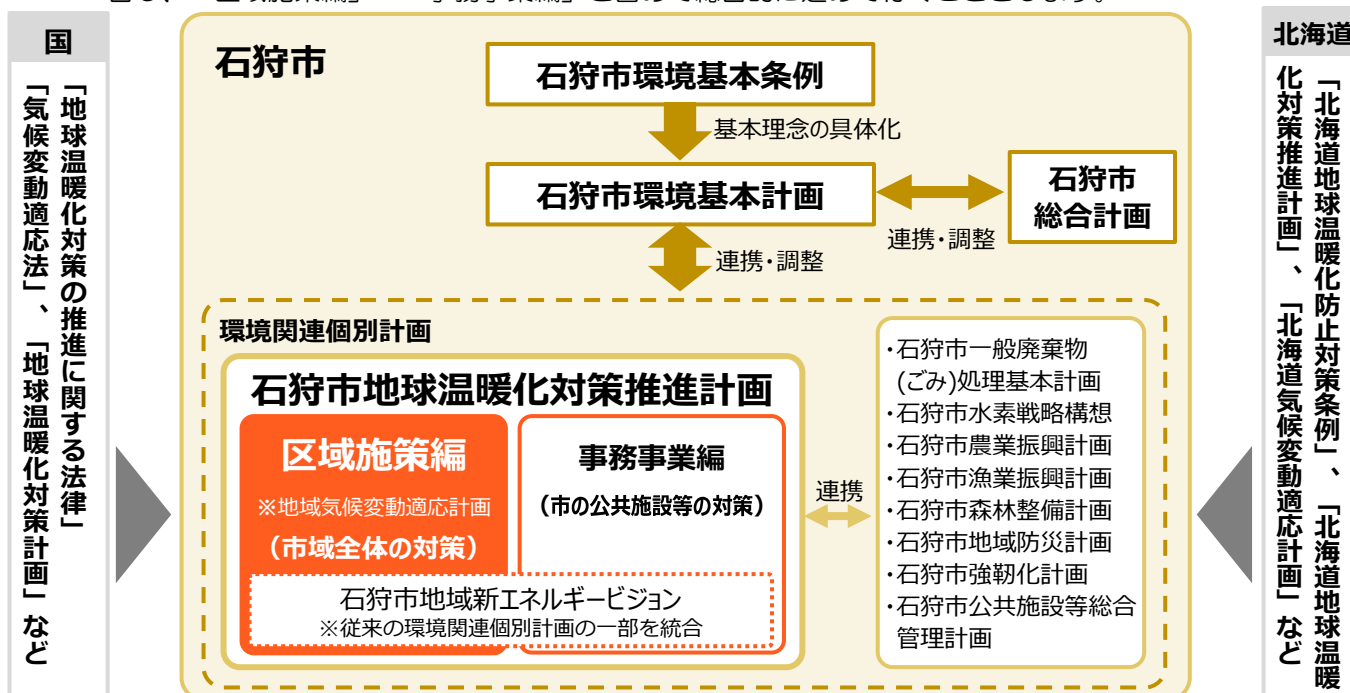 国
「地球温暖化対策の推進に関する法律」
「気候変動適応法」、「地球温暖化対策計画」など
石狩市
石狩市環境基本条例
基本理念の具体化
石狩市環境基本計画
石狩市
総合計画
連携・調整
連携・調整
環境関連個別計画
石狩市地球温暖化対策推進計画
区域施策編
※地域気候変動適応計画
（市域全体の対策）
事務事業編
（市の公共施設等の対策）
石狩市地域新エネルギービジョン
※従来の環境関連個別計画の一部を統合
連携
・石狩市一般廃棄物
(ごみ)処理基本計画
・石狩市水素戦略構想
・石狩市農業振興計画
・石狩市漁業振興計画
・石狩市森林整備計画
・石狩市地域防災計画
・石狩市強靭化計画
・石狩市公共施設等総合
管理計画
北海道
「北海道地球温暖化防止対策条例」、「北海道地球温暖
化対策推進計画」、「北海道気候変動適応計画」など